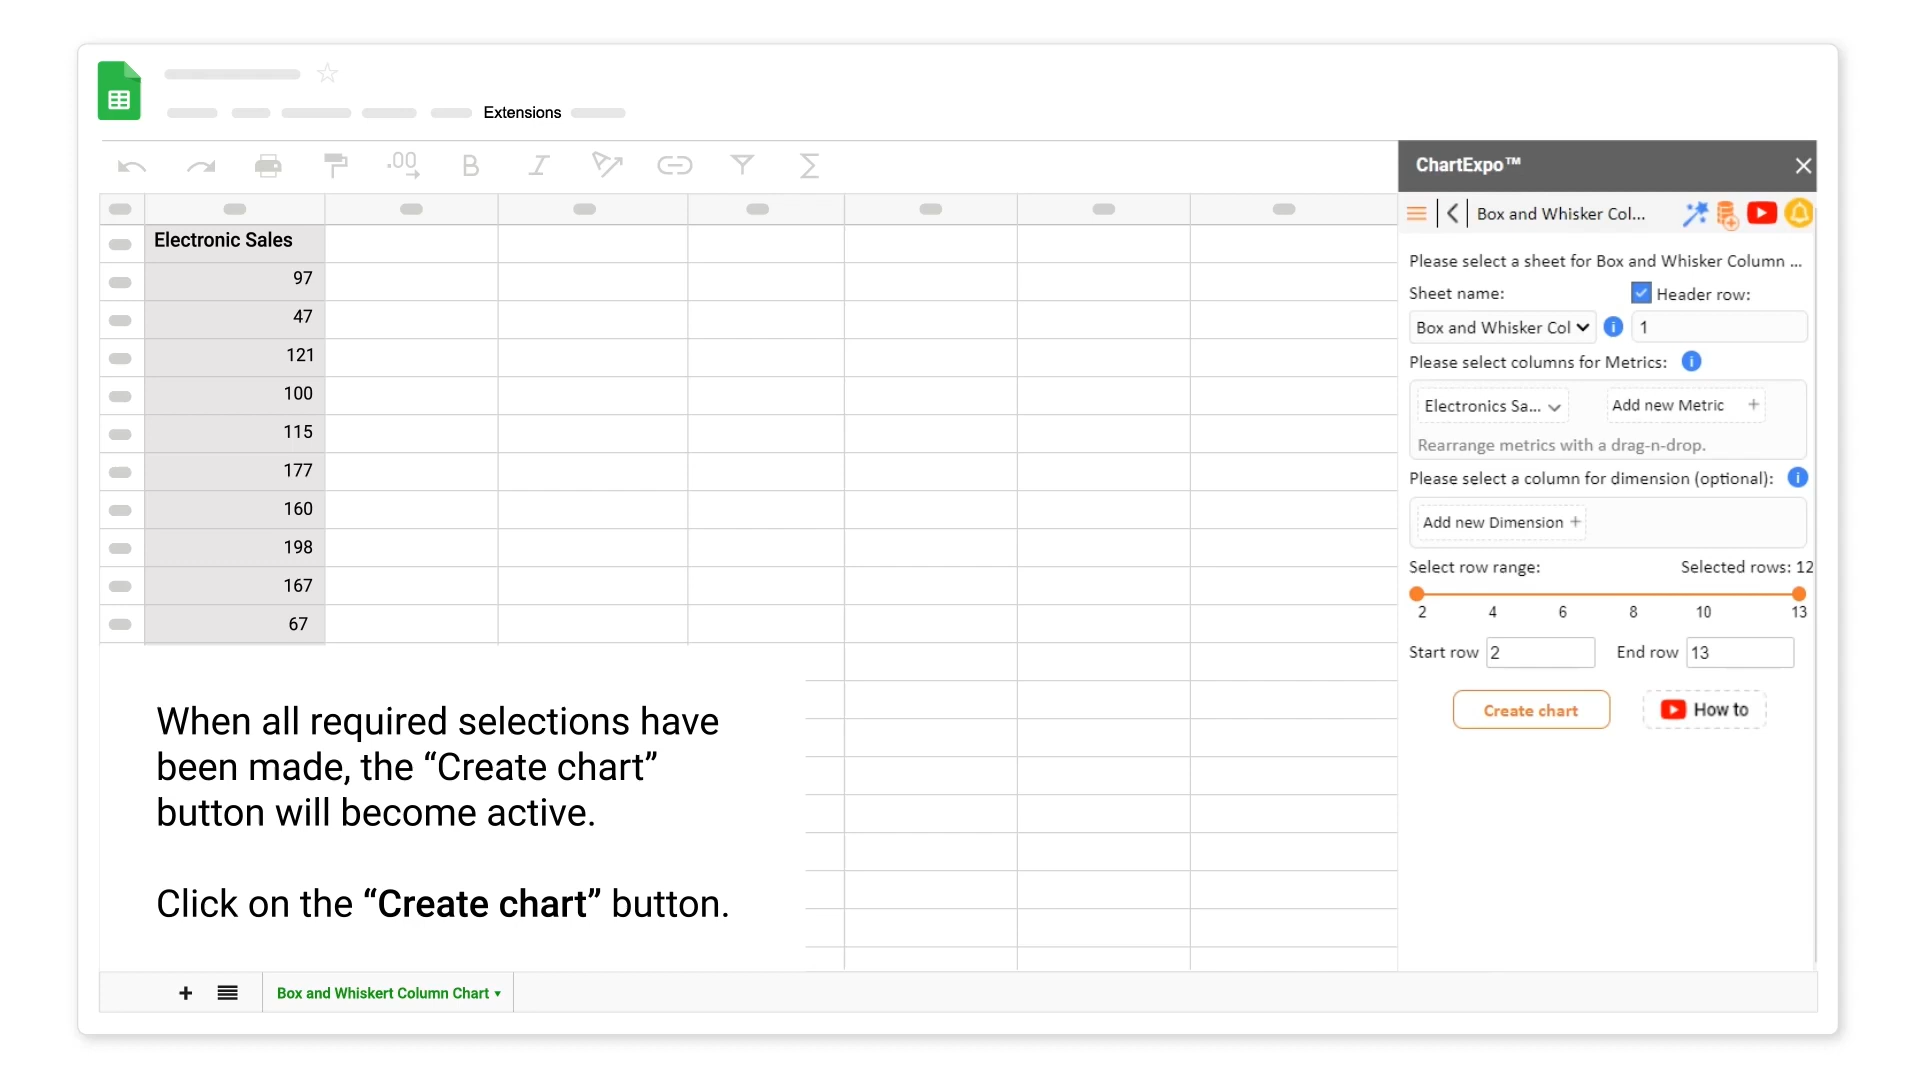 Extensions
.00
B
I
Σ
ChartExpo™
Box and Whisker Col...
Electronic Sales
97
47
121
100
115
177
160
198
167
67
Please select a sheet for Box and Whisker Column ...
Sheet name:
Header row:
Box and Whisker Col
1
Please select columns for Metrics:
Electronics Sa...
Add new Metric +
Rearrange metrics with a drag-n-drop.
Please select a column for dimension (optional):
Add new Dimension +
Select row range:
Selected rows: 12
2 4 6 8 10 13
Start row 2
End row 13
Create chart
How to
When all required selections have
been made, the “Create chart”
button will become active.
Click on the “Create chart” button.
Box and Whiskert Column Chart